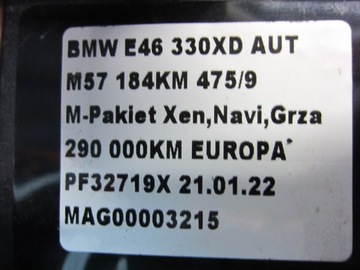 BMW E46 330XD AUT
M57 184KM 475/9
M-Pakiet Xen,Navi,Grza
290 000KM EUROPA*
PF32719X 21.01.22
MAG00003215